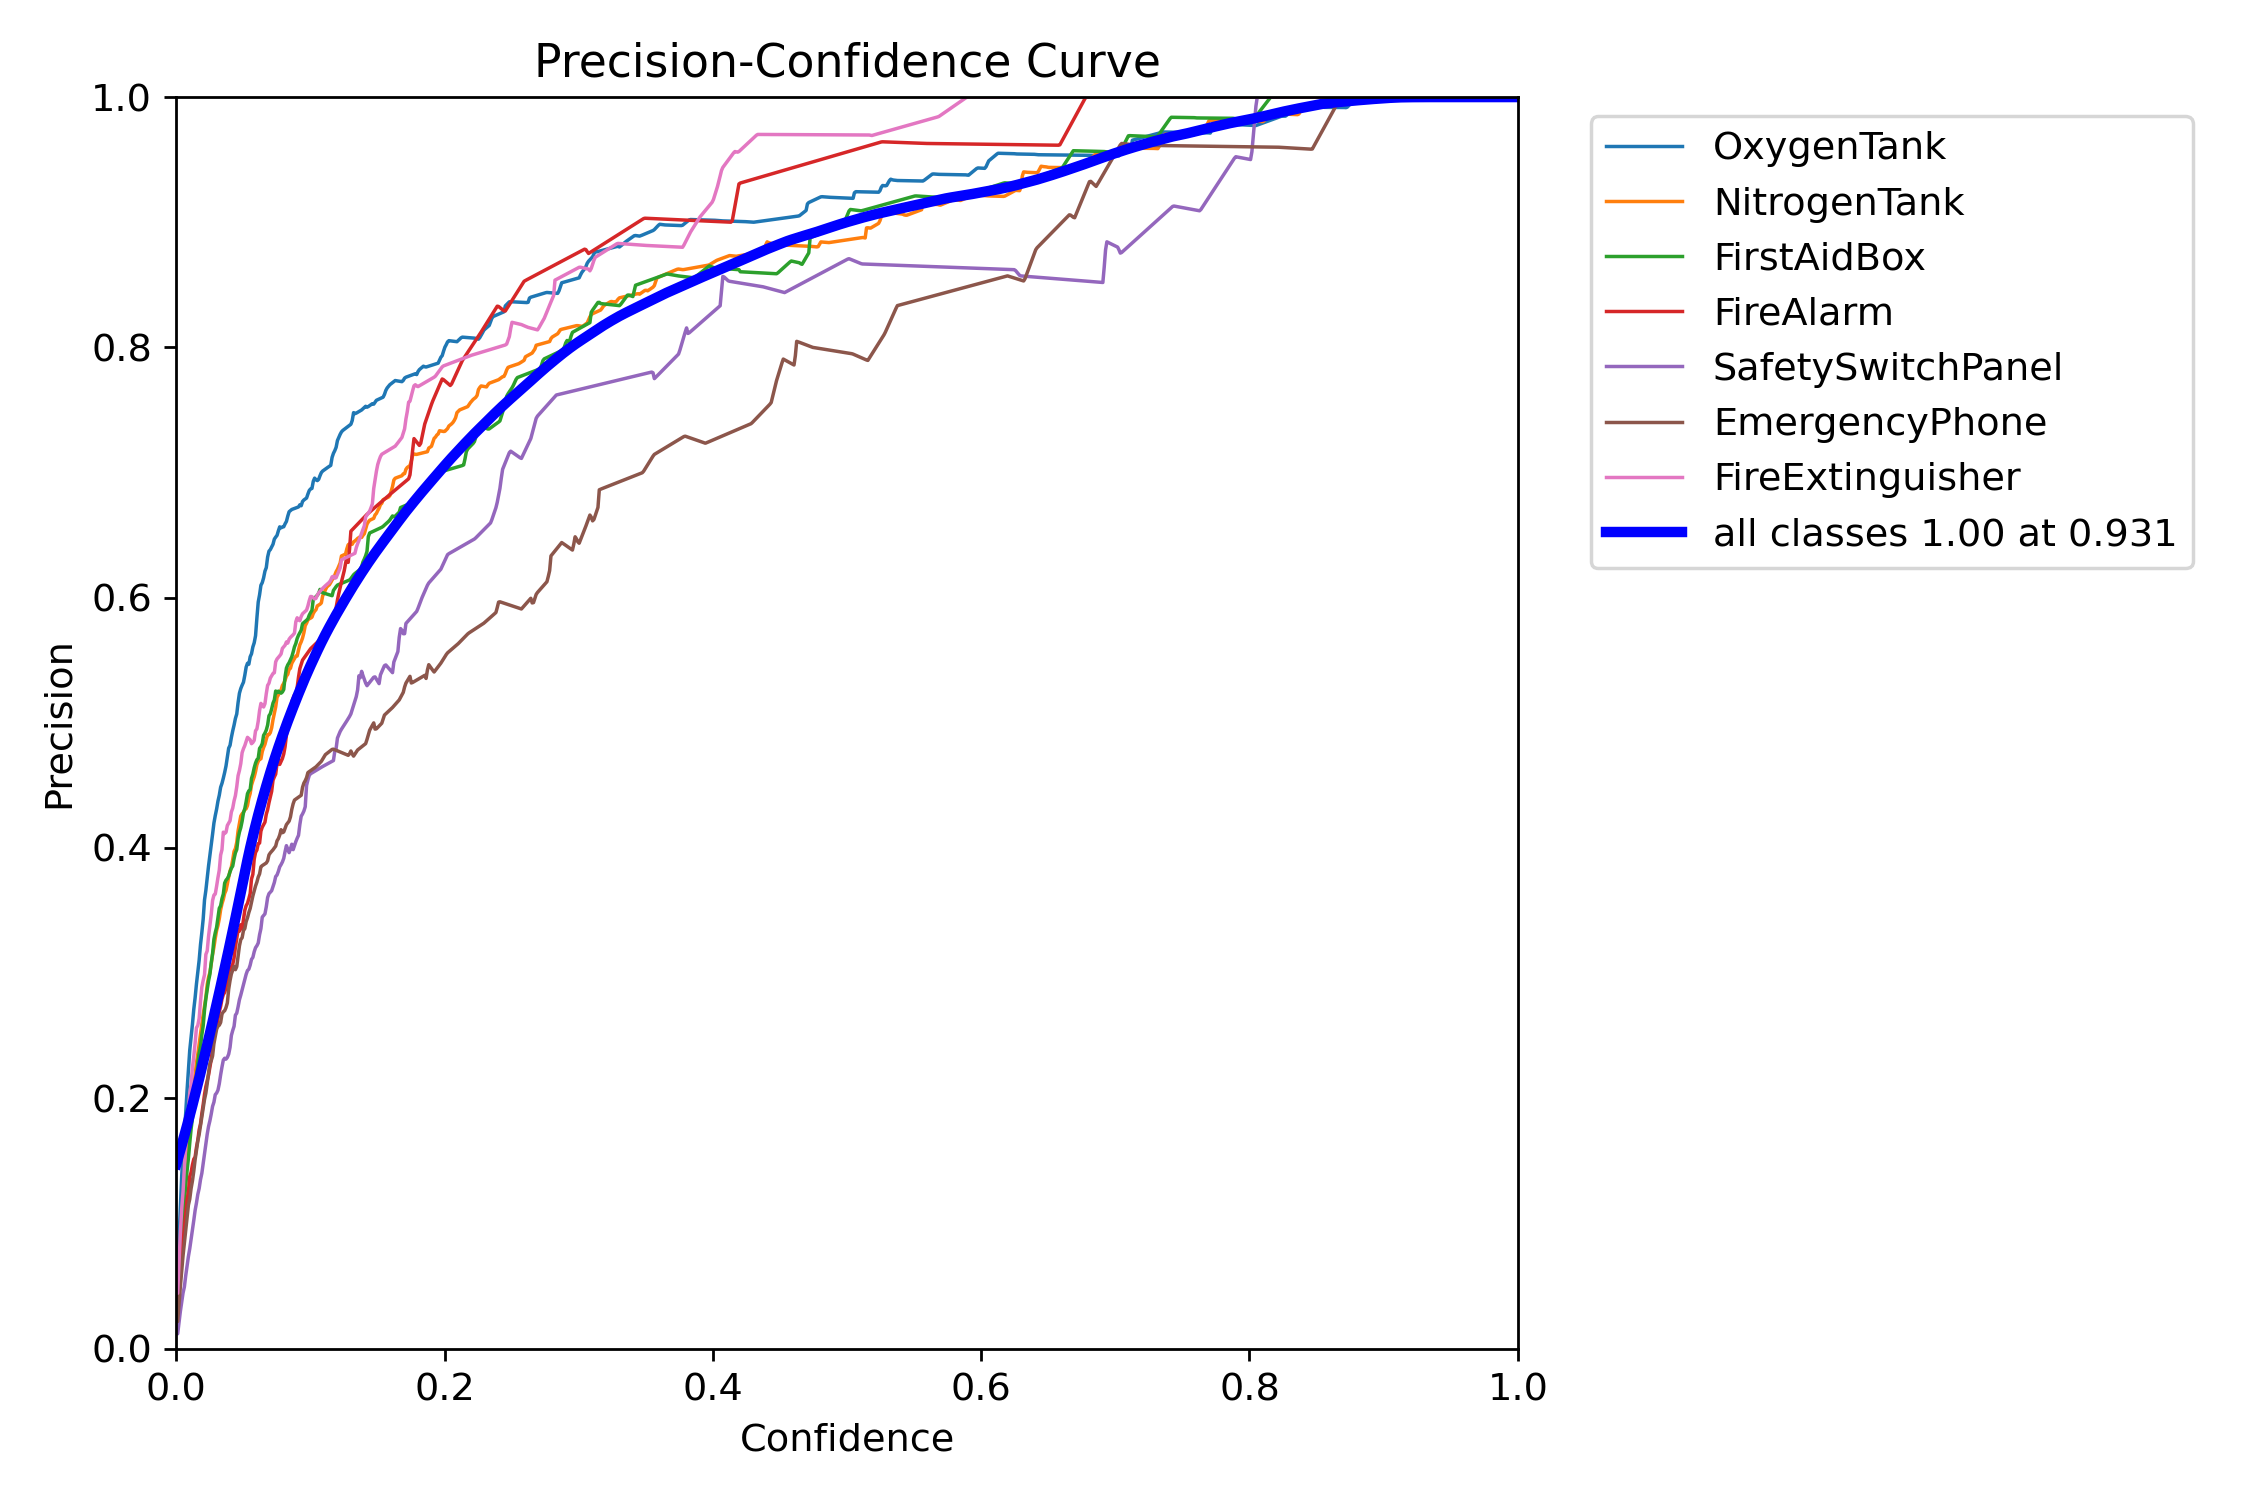 Precision-Confidence Curve
1.0
0.8
0.6
0.4
0.2
0.0
Precision
0.0 0.2 0.4 0.6 0.8 1.0
Confidence
OxygenTank
NitrogenTank
FirstAidBox
FireAlarm
SafetySwitchPanel
EmergencyPhone
FireExtinguisher
all classes 1.00 at 0.931